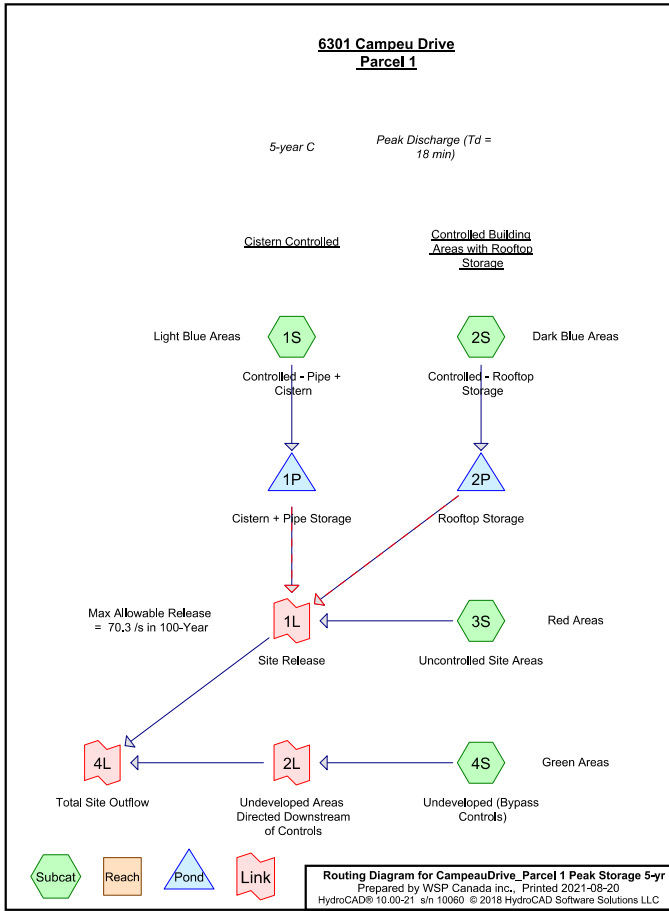 6301 Campeu Drive
Parcel 1
5-year C
Peak Discharge (Td =
18 min)
Cistern Controlled
Controlled Building
Areas with Rooftop
Storage
Light Blue Areas
1S
2S
Dark Blue Areas
Controlled - Pipe +
Cistern
Controlled - Rooftop
Storage
1P
2P
Cistern + Pipe Storage
Rooftop Storage
Max Allowable Release
= 70.3 /s in 100-Year
1L
3S
Red Areas
Site Release
Uncontrolled Site Areas
4L
2L
4S
Green Areas
Total Site Outflow
Undeveloped Areas
Directed Downstream
of Controls
Undeveloped (Bypass
Controls)
Subcat
Reach
Pond
Link
Routing Diagram for CampeauDrive_Parcel 1 Peak Storage 5-yr
Prepared by WSP Canada inc., Printed 2021-08-20
HydroCAD® 10.00-21 s/n 10060 © 2018 HydroCAD Software Solutions LLC